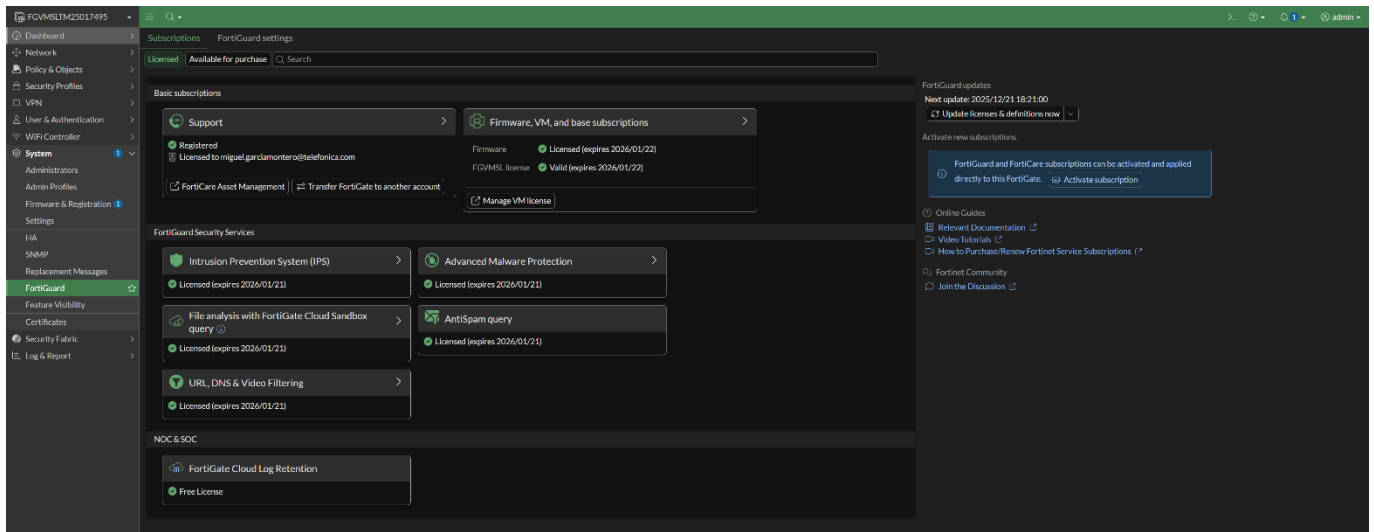 FGVMSLTM25017495
1
admin
Dashboard
Network
Policy & Objects
Security Profiles
VPN
User & Authentication
WiFi Controller
System 1
Administrators
Admin Profiles
Firmware & Registration 1
Settings
HA
SNMP
Replacement Messages
FortiGuard
Feature Visibility
Certificates
Security Fabric
Log & Report
Subscriptions FortiGuard settings
Licensed Available for purchase Search
Basic subscriptions
Support
Registered
Licensed to miguel.garciamontero@telefonica.com
FortiCare Asset Management Transfer FortiGate to another account
Firmware, VM, and base subscriptions
Firmware Licensed (expires 2026/01/22)
FGVMSL license Valid (expires 2026/01/22)
Manage VM license
FortiGuard Security Services
Intrusion Prevention System (IPS)
Licensed (expires 2026/01/21)
Advanced Malware Protection
Licensed (expires 2026/01/21)
File analysis with FortiGate Cloud Sandbox
query
Licensed (expires 2026/01/21)
AntiSpam query
Licensed (expires 2026/01/21)
URL, DNS & Video Filtering
Licensed (expires 2026/01/21)
NOC & SOC
FortiGate Cloud Log Retention
Free License
FortiGuard updates
Next update: 2025/12/21 18:21:00
Update licenses & definitions now
Activate new subscriptions
FortiGuard and FortiCare subscriptions can be activated and applied
directly to this FortiGate. Activate subscription
Online Guides
Relevant Documentation
Video Tutorials
How to Purchase/Renew Fortinet Service Subscriptions
Fortinet Community
Join the Discussion